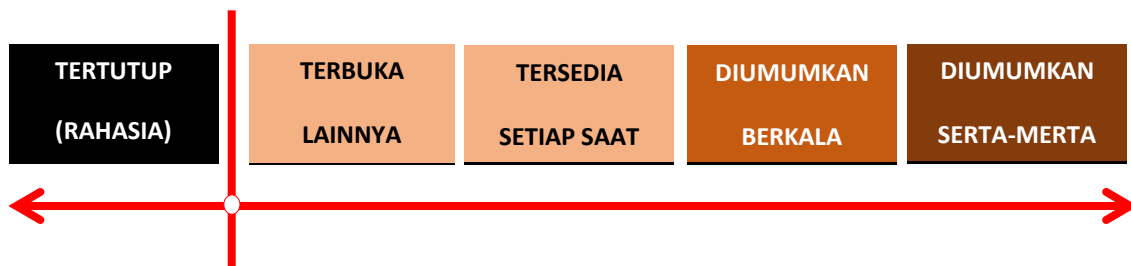 TERTUTUP
(RAHASIA)
TERBUKA
LAINNYA
TERSEDIA
SETIAP SAAT
DIUMUMKAN
BERKALA
DIUMUMKAN
SERTA-MERTA